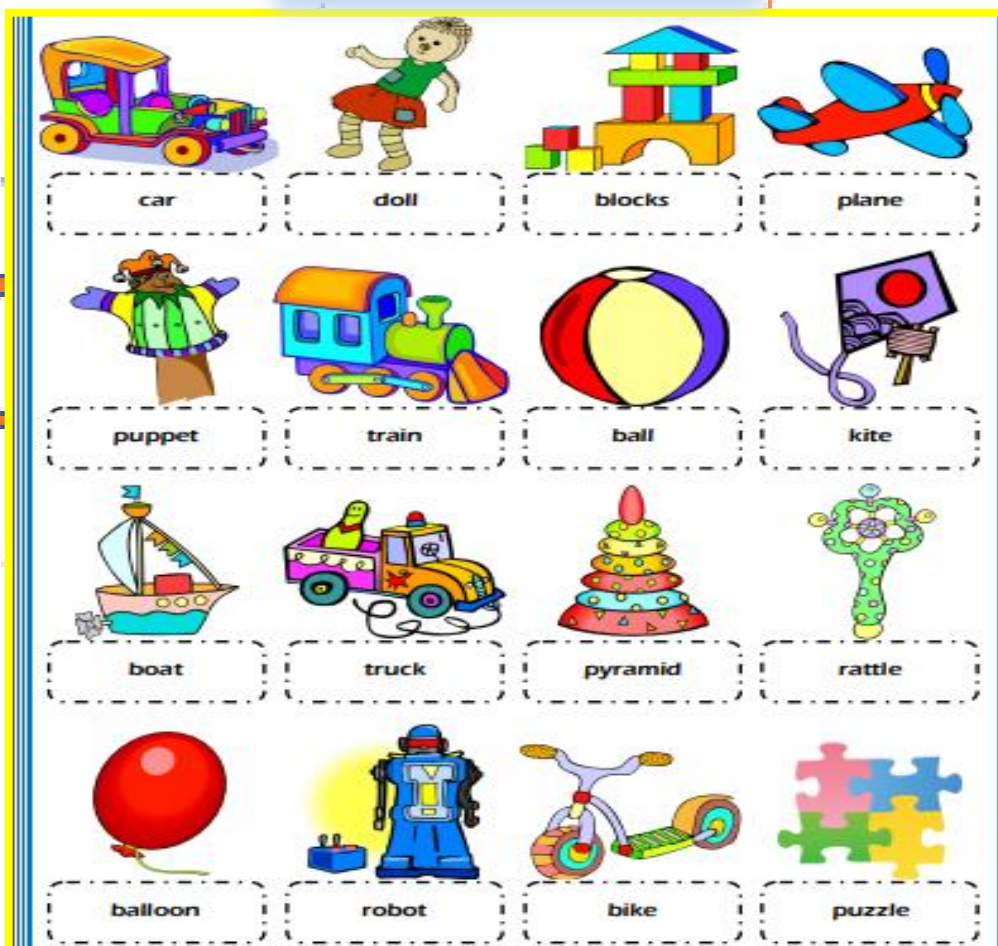 car doll blocks plane
puppet train ball kite
boat truck pyramid rattle
balloon robot bike puzzle